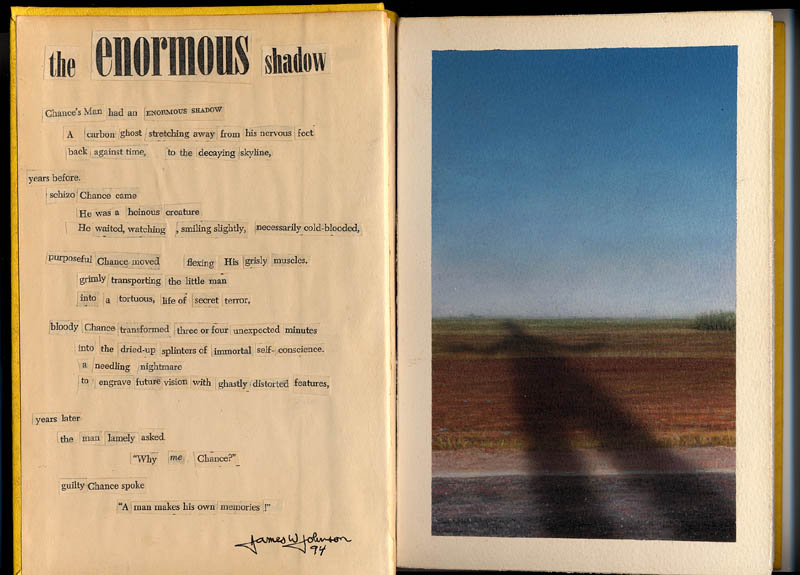 the enormous shadow
Chance's Man had an ENORMOUS SHADOW
A carbon ghost stretching away from his nervous feet
back against time, to the decaying skyline,
years before.
schizo Chance came
He was a heinous creature
He waited, watching , smiling slightly, necessarily cold-blooded,
purposeful Chance moved flexing His grisly muscles.
grimly transporting the little man
into a tortuous, life of secret terror,
bloody Chance transformed three or four unexpected minutes
into the dried-up splinters of immortal self-conscience.
a needling nightmare
to engrave future vision with ghastly distorted features,
years later
the man lamely asked
"Why me Chance?"
guilty Chance spoke
"A man makes his own memories !"
James W Johnson
94